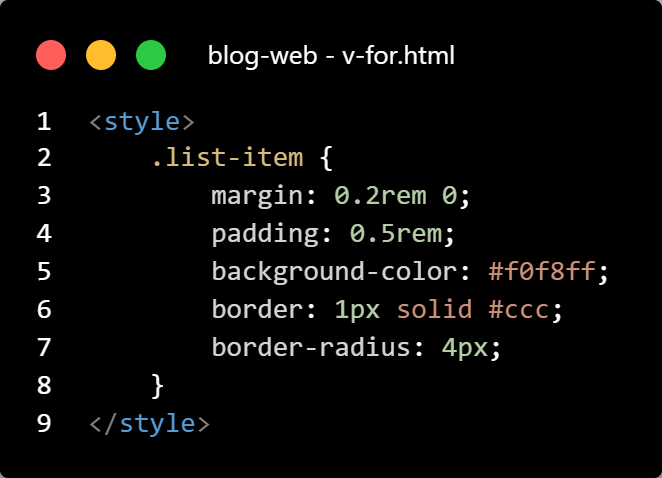 blog-web - v-for.html
1 <style>
2     .list-item {
3         margin: 0.2rem 0;
4         padding: 0.5rem;
5         background-color: #f0f8ff;
6         border: 1px solid #ccc;
7         border-radius: 4px;
8     }
9 </style>